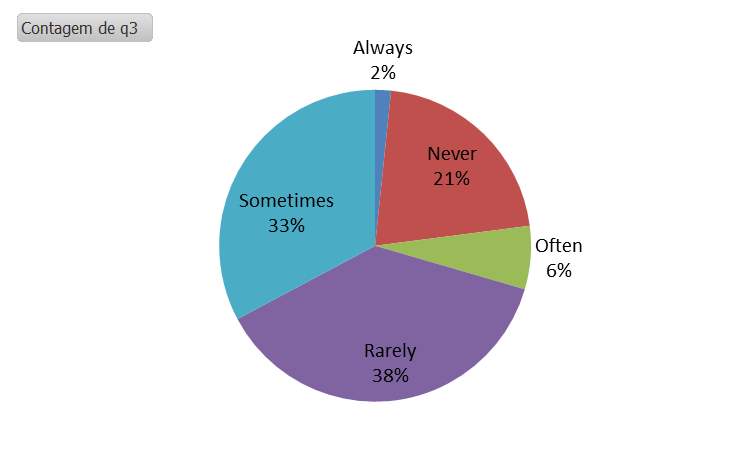 Contagem de q3
Always
2%
Never
21%
Sometimes
33%
Often
6%
Rarely
38%